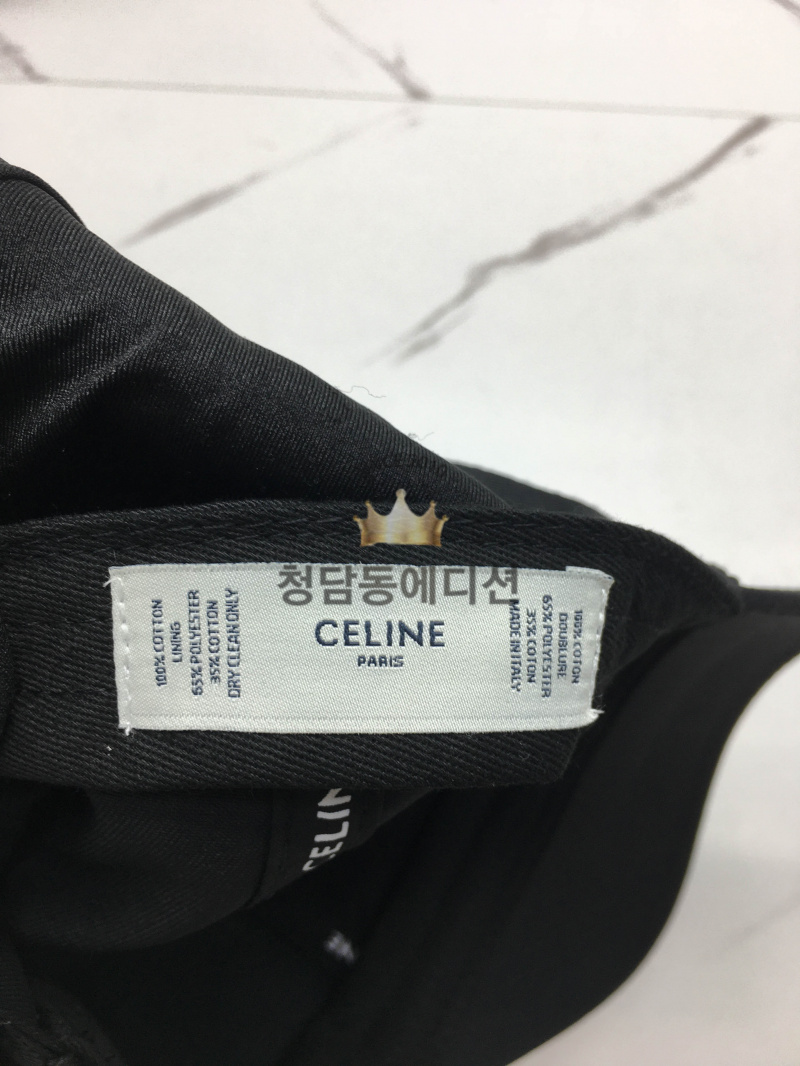 청담동에디션
100% COTTON
LINING
65% POLYESTER
35% COTTON
DRY CLEAN ONLY
CELINE
PARIS
100% COTON
DOUBLURE
65% POLYESTER
35% COTON
MADE IN ITALY
CELIN